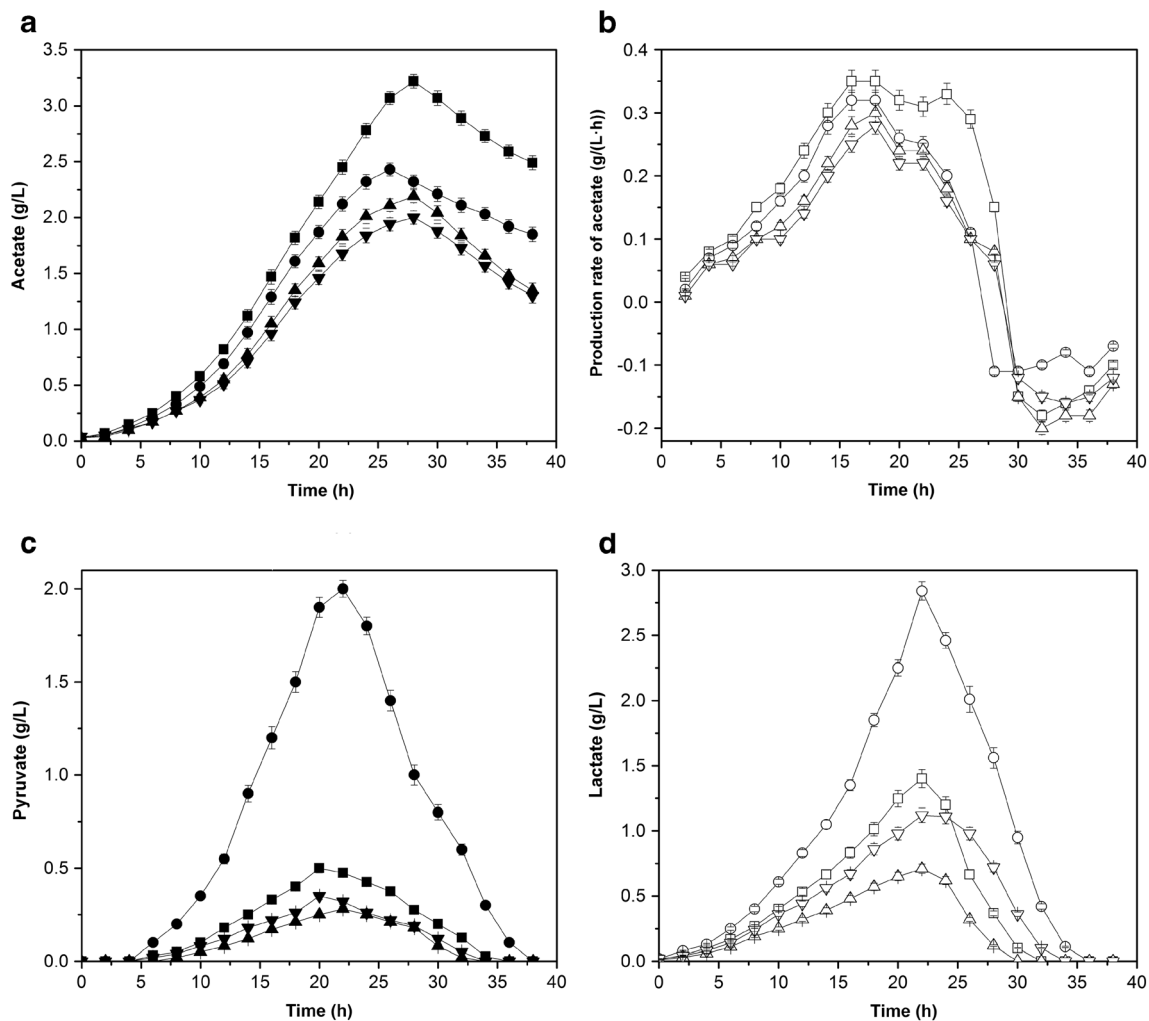 a
3.5
3.0
2.5
2.0
1.5
1.0
0.5
0.0
Acetate (g/L)
0 5 10 15 20 25 30 35 40
Time (h)
b
0.4
0.3
0.2
0.1
0.0
-0.1
-0.2
Production rate of acetate (g/(L·h))
0 5 10 15 20 25 30 35 40
Time (h)
c
2.0
1.5
1.0
0.5
0.0
Pyruvate (g/L)
0 5 10 15 20 25 30 35 40
Time (h)
d
3.0
2.5
2.0
1.5
1.0
0.5
0.0
Lactate (g/L)
0 5 10 15 20 25 30 35 40
Time (h)